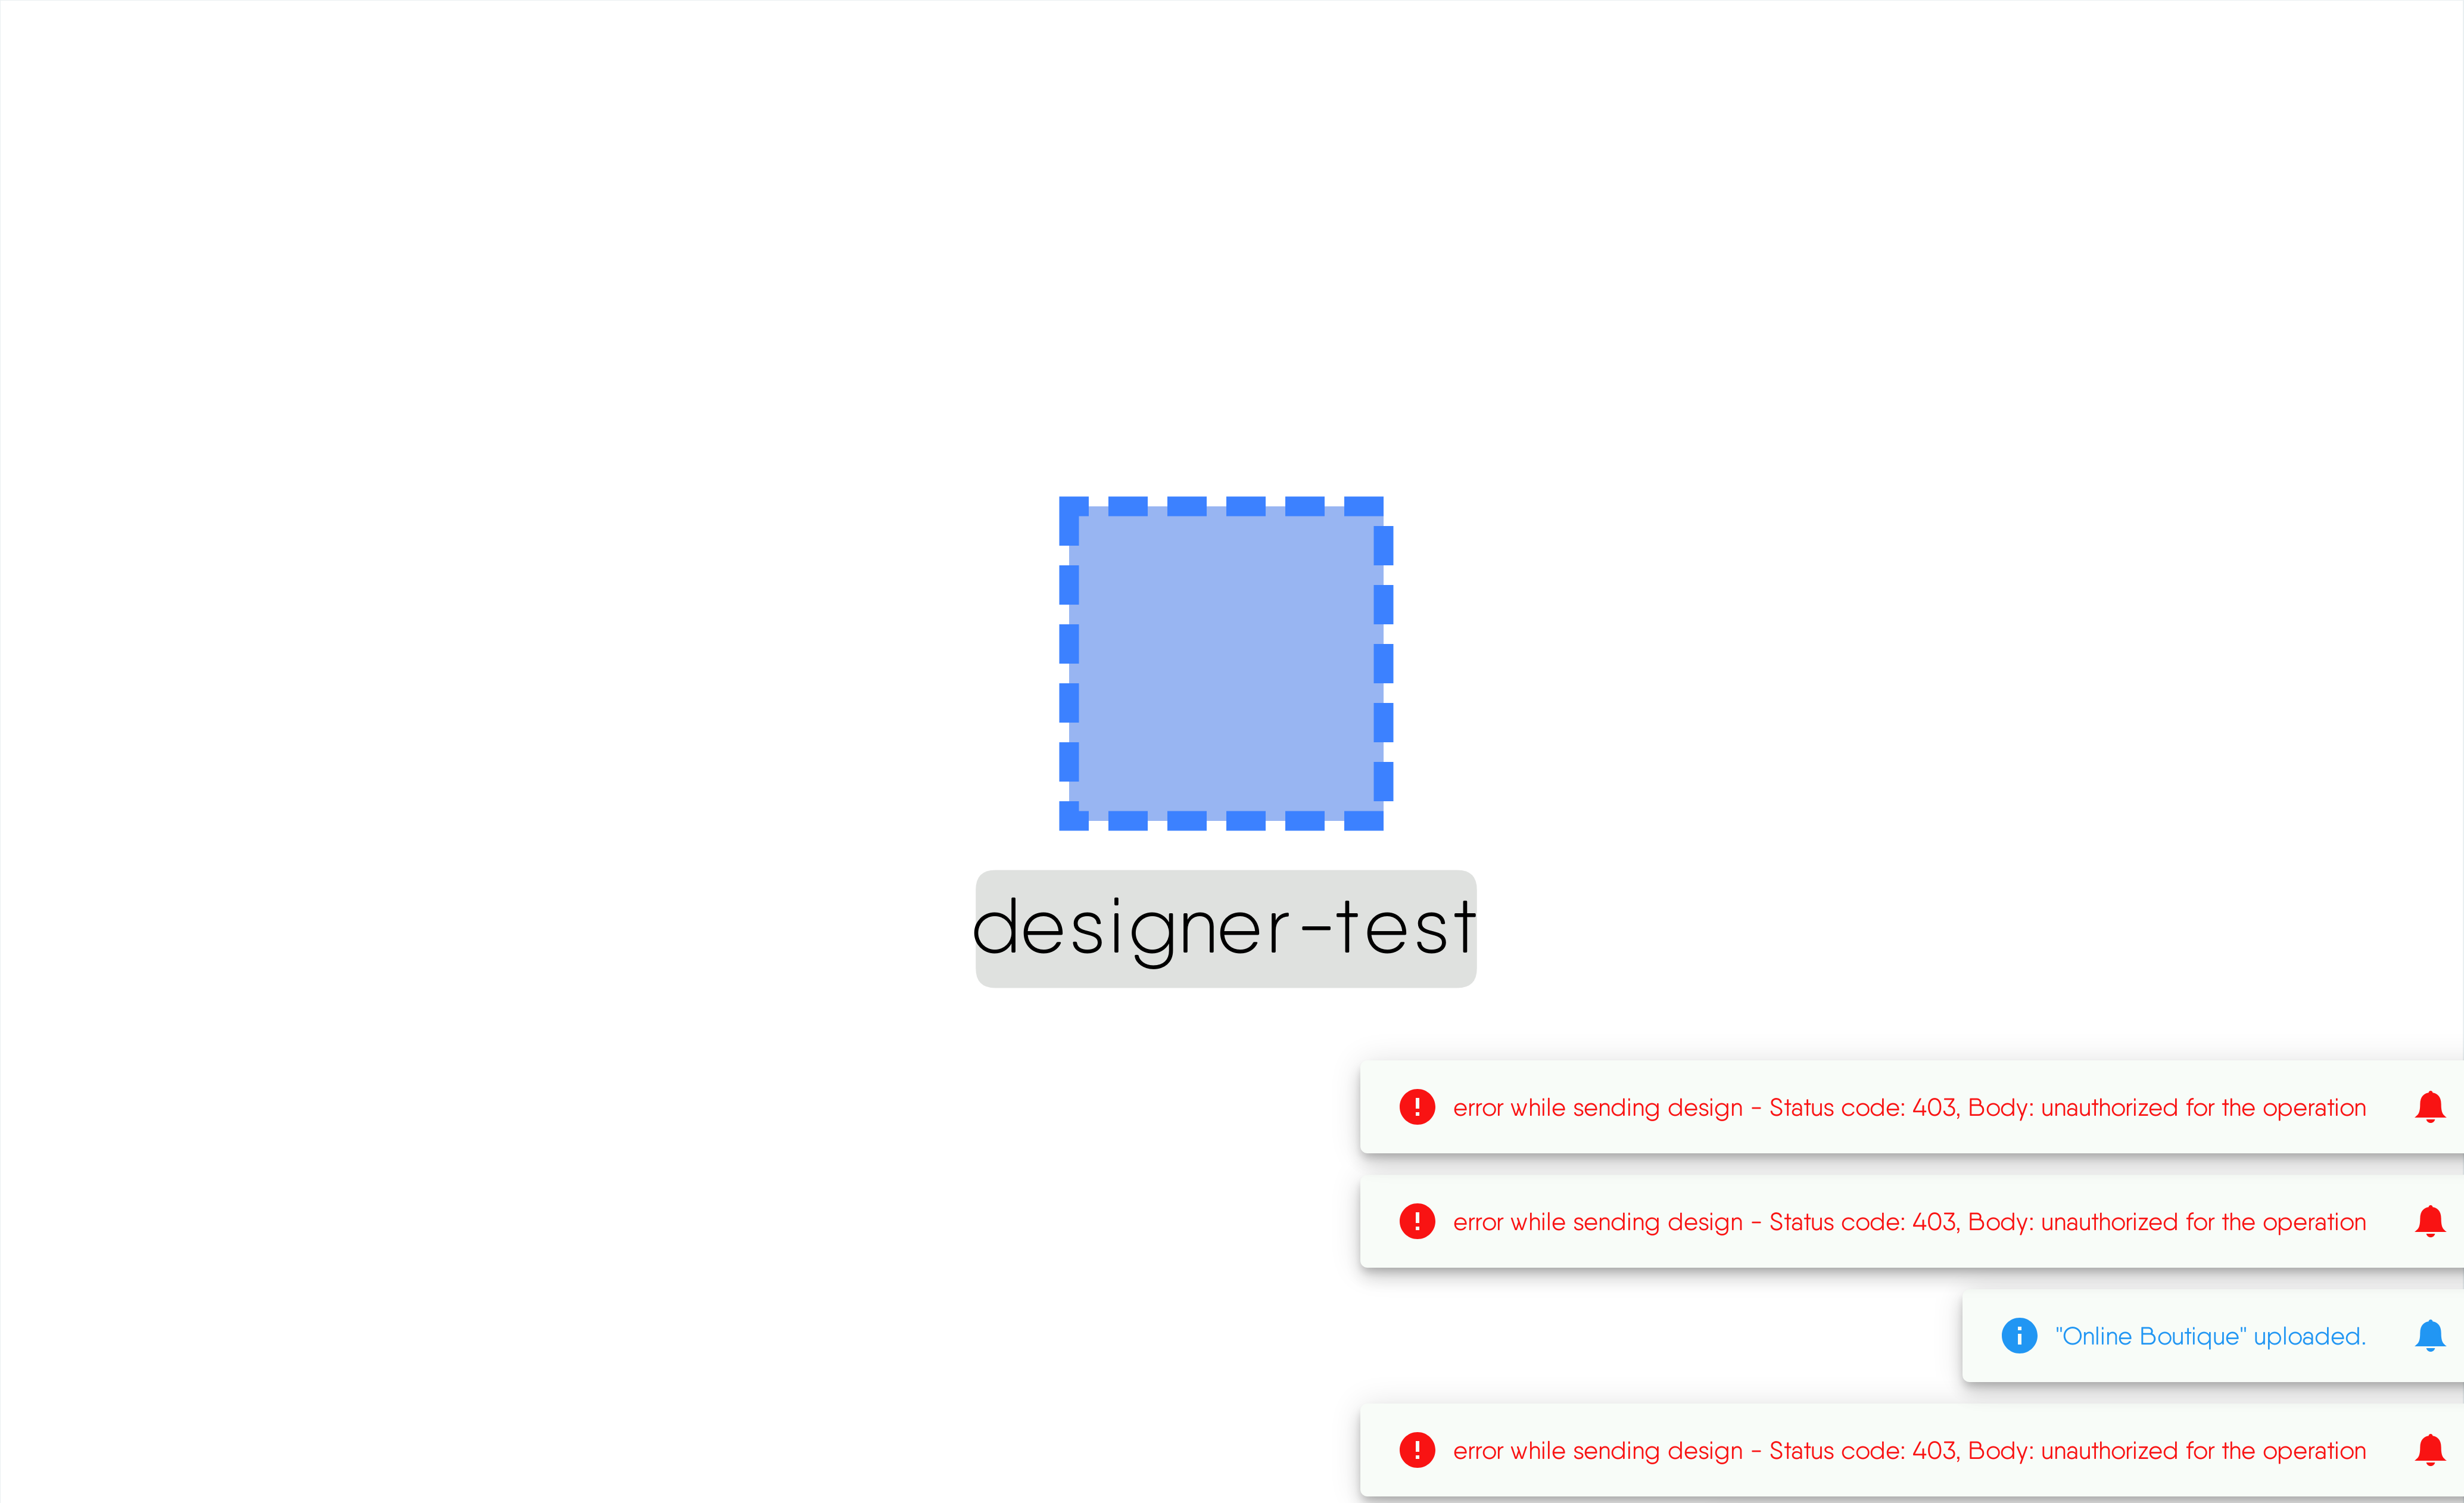 designer-test
error while sending design - Status code: 403, Body: unauthorized for the operation
error while sending design - Status code: 403, Body: unauthorized for the operation
"Online Boutique" uploaded.
error while sending design - Status code: 403, Body: unauthorized for the operation